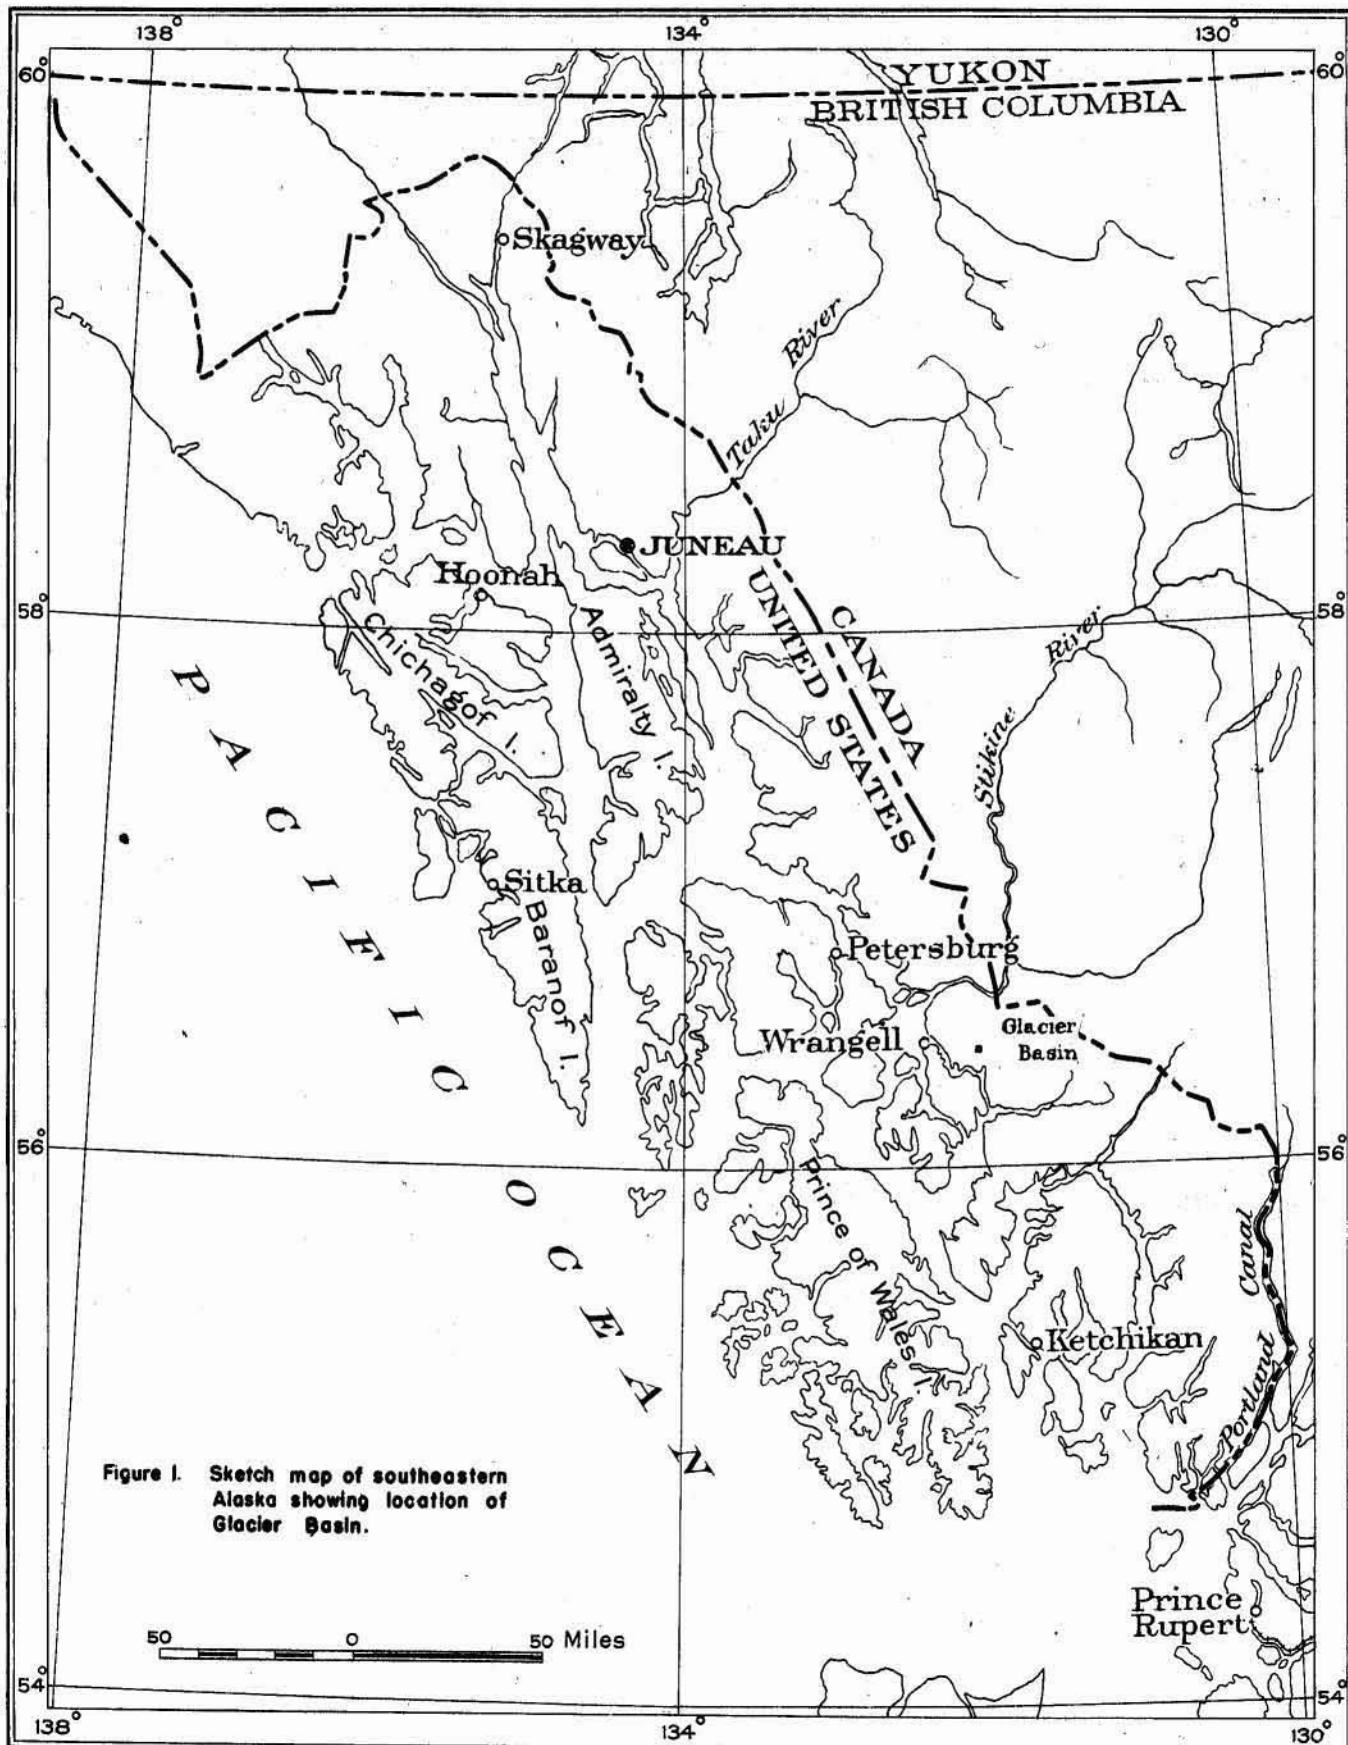 138° 134° 130°
60° 60°
YUKON
BRITISH COLUMBIA
Skagway
Taku River
JUNEAU
Hoonah
58° 58°
Chichagof I.
Admiralty I.
CANADA
UNITED STATES
Stikine River
PACIFIC OCEAN
Sitka
Baranof I.
Petersburg
Wrangell
Glacier
Basin
56° 56°
Prince of Wales I.
Ketchikan
Portland Canal
Figure 1. Sketch map of southeastern
Alaska showing location of
Glacier Basin.
Prince
Rupert
50 0 50 Miles
54° 54°
138° 134° 130°